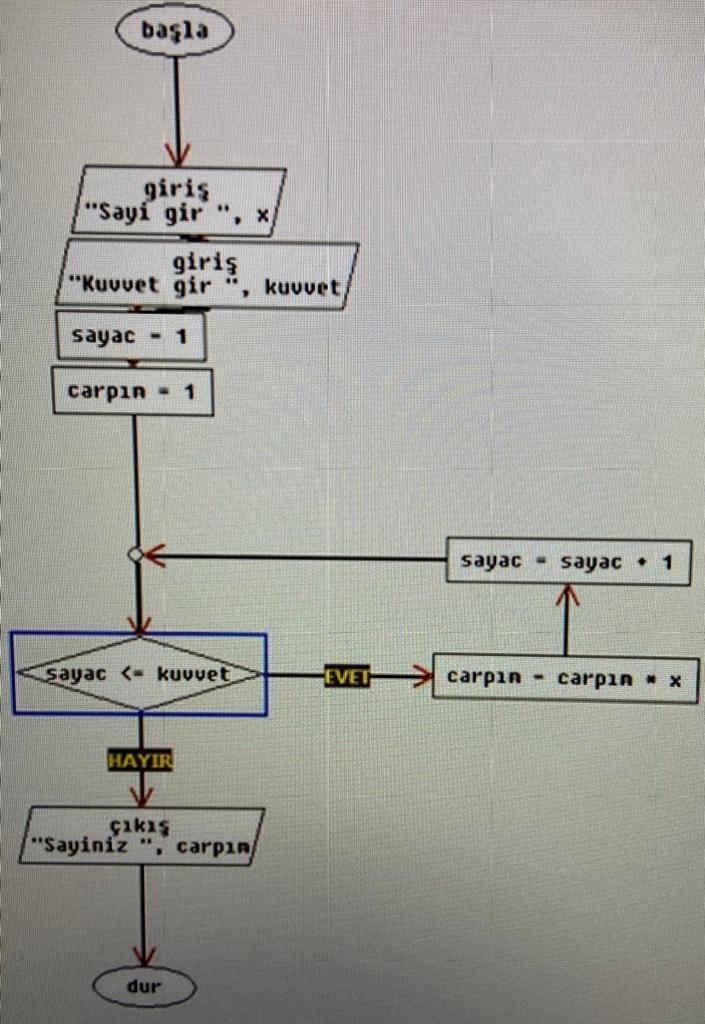 başla
giriş
"Sayi gir ", x
giriş
"Kuvvet gir ", kuvvet
sayac = 1
carpın = 1
sayac = sayac + 1
sayac <= kuvvet
EVET
carpın = carpın * x
HAYIR
çıkış
"Sayiniz ", carpın
dur